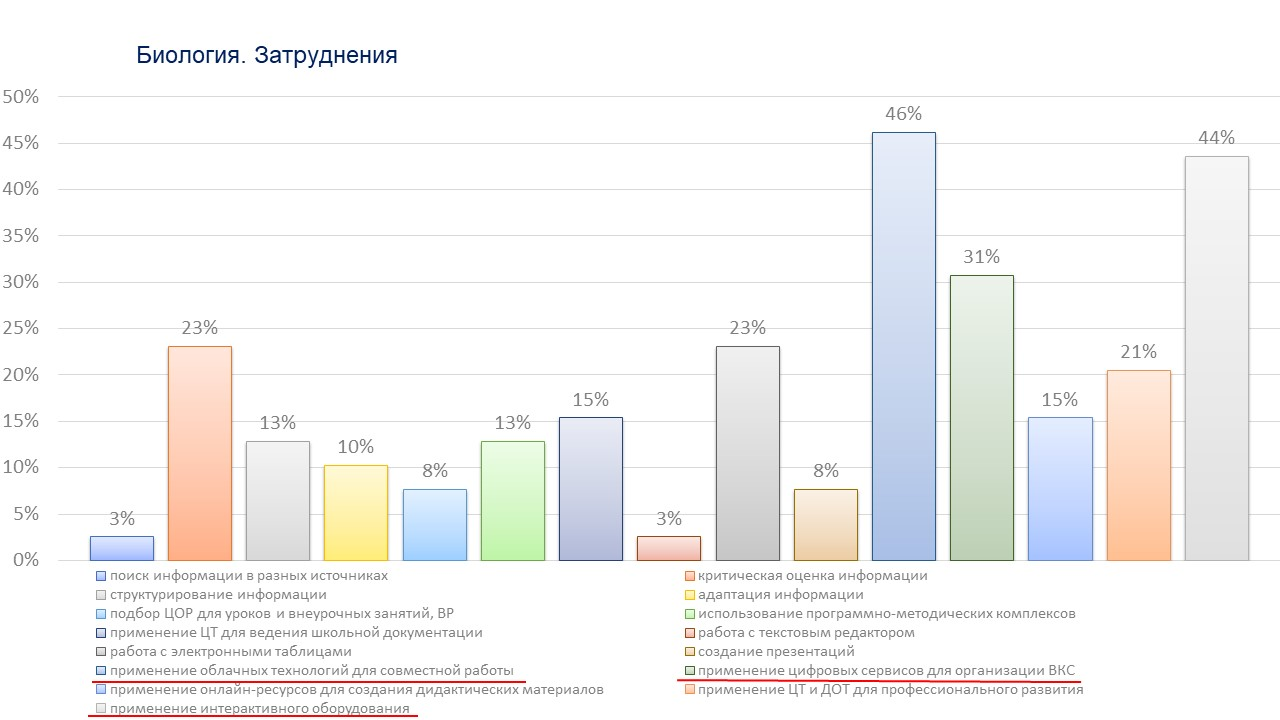 Биология. Затруднения
50%
45%
40%
35%
30%
25%
20%
15%
10%
5%
0%
3%
23%
13%
10%
8%
13%
15%
3%
23%
8%
46%
31%
15%
21%
44%
поиск информации в разных источниках
критическая оценка информации
структурирование информации
адаптация информации
подбор ЦОР для уроков и внеурочных занятий, ВР
использование программно-методических комплексов
применение ЦТ для ведения школьной документации
работа с текстовым редактором
работа с электронными таблицами
создание презентаций
применение облачных технологий для совместной работы
применение цифровых сервисов для организации ВКС
применение онлайн-ресурсов для создания дидактических материалов
применение ЦТ и ДОТ для профессионального развития
применение интерактивного оборудования